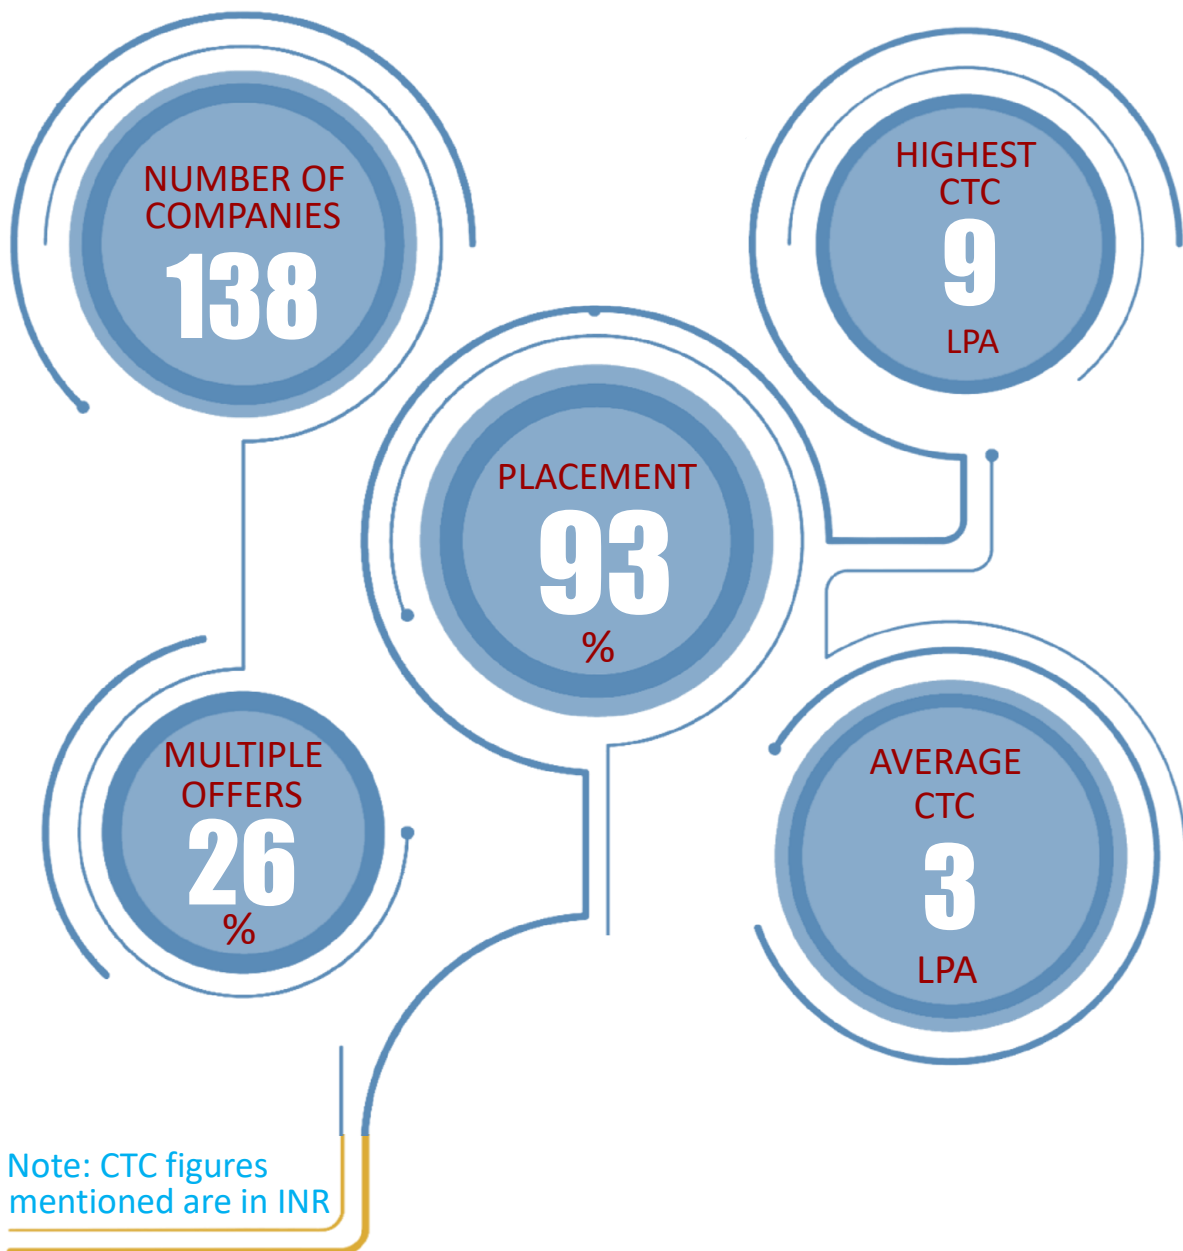 NUMBER OF
COMPANIES
138
HIGHEST
CTC
9
LPA
PLACEMENT
93
%
MULTIPLE
OFFERS
26
%
AVERAGE
CTC
3
LPA
Note: CTC figures
mentioned are in INR